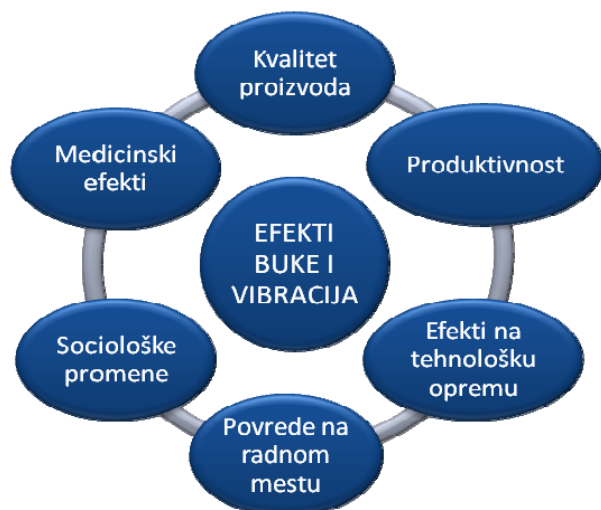 Kvalitet
proizvoda
Produktivnost
Efekti na
tehnološku
opremu
Povrede na
radnom
mestu
Sociološke
promene
Medicinski
efekti
EFEKTI
BUKE I
VIBRACIJA